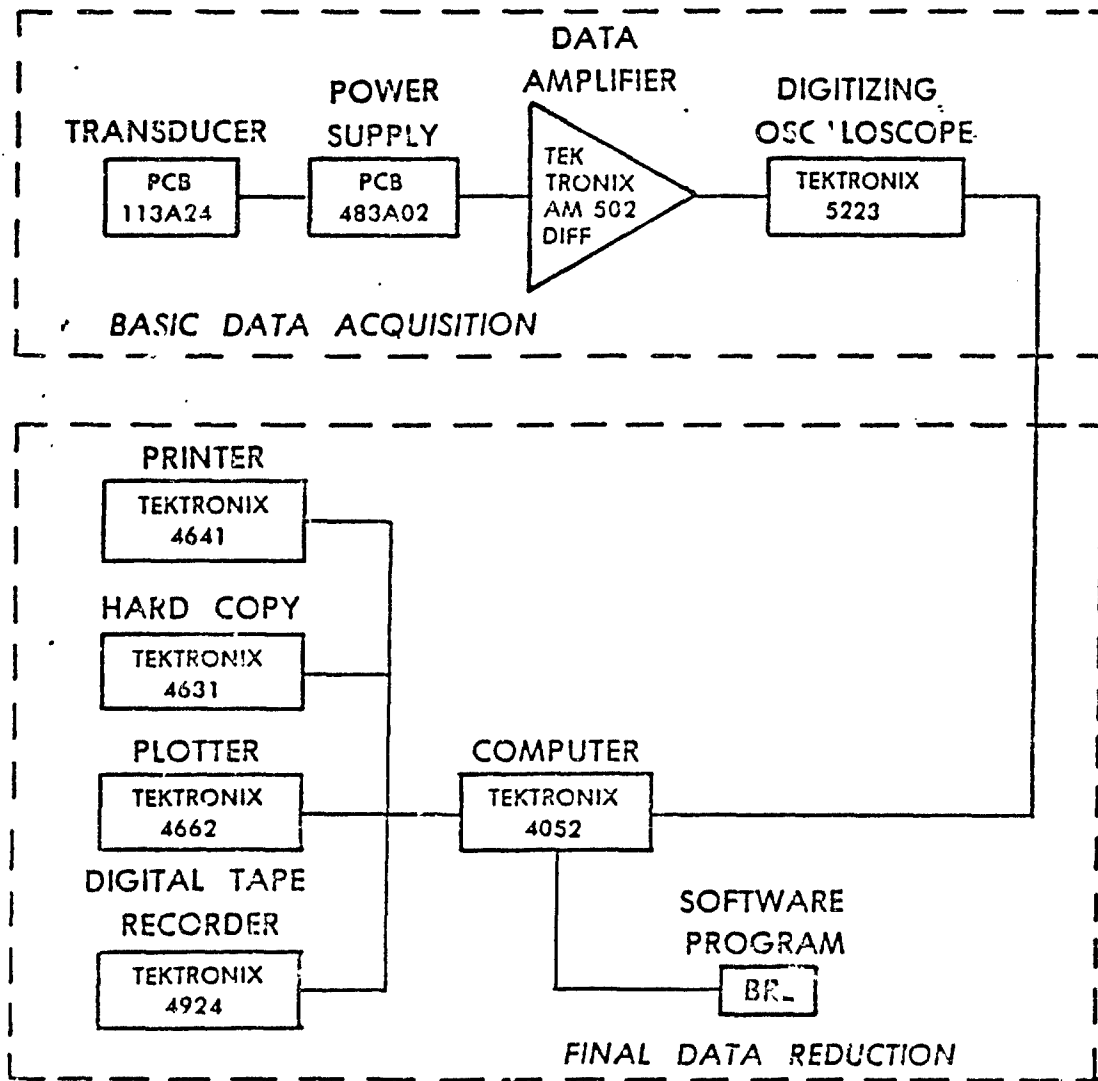 DATA
AMPLIFIER
POWER
SUPPLY
DIGITIZING
TRANSDUCER
PCB
113A24
PCB
483A02
TEK
TRONIX
AM 502
DIFF
TEKTRONIX
5223
BASIC DATA ACQUISITION
PRINTER
TEKTRONIX
4641
HARD COPY
TEKTRONIX
4631
PLOTTER
TEKTRONIX
4662
COMPUTER
TEKTRONIX
4052
DIGITAL TAPE
RECORDER
TEKTRONIX
4924
SOFTWARE
PROGRAM
FINAL DATA REDUCTION